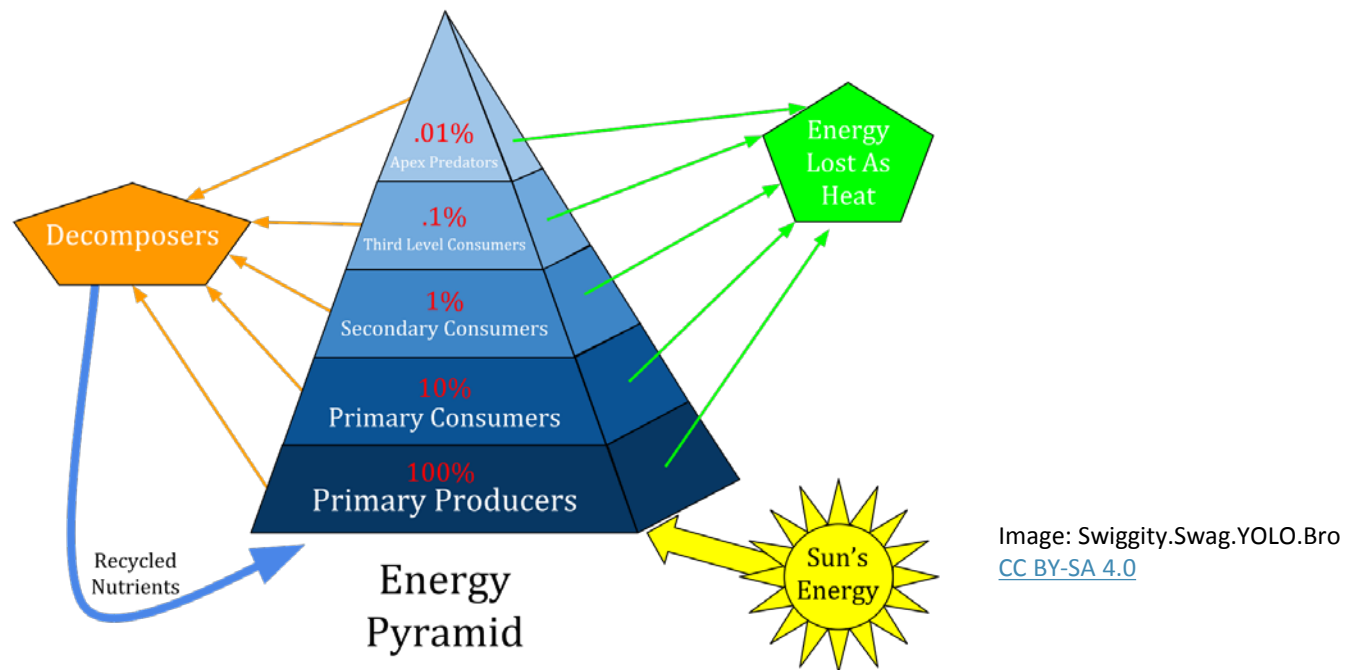 .01%
Apex Predators
.1%
Third Level Consumers
1%
Secondary Consumers
10%
Primary Consumers
100%
Primary Producers
Decomposers
Energy
Lost As
Heat
Recycled
Nutrients
Energy
Pyramid
Sun's
Energy
Image: Swiggity.Swag.YOLO.Bro
CC BY-SA 4.0